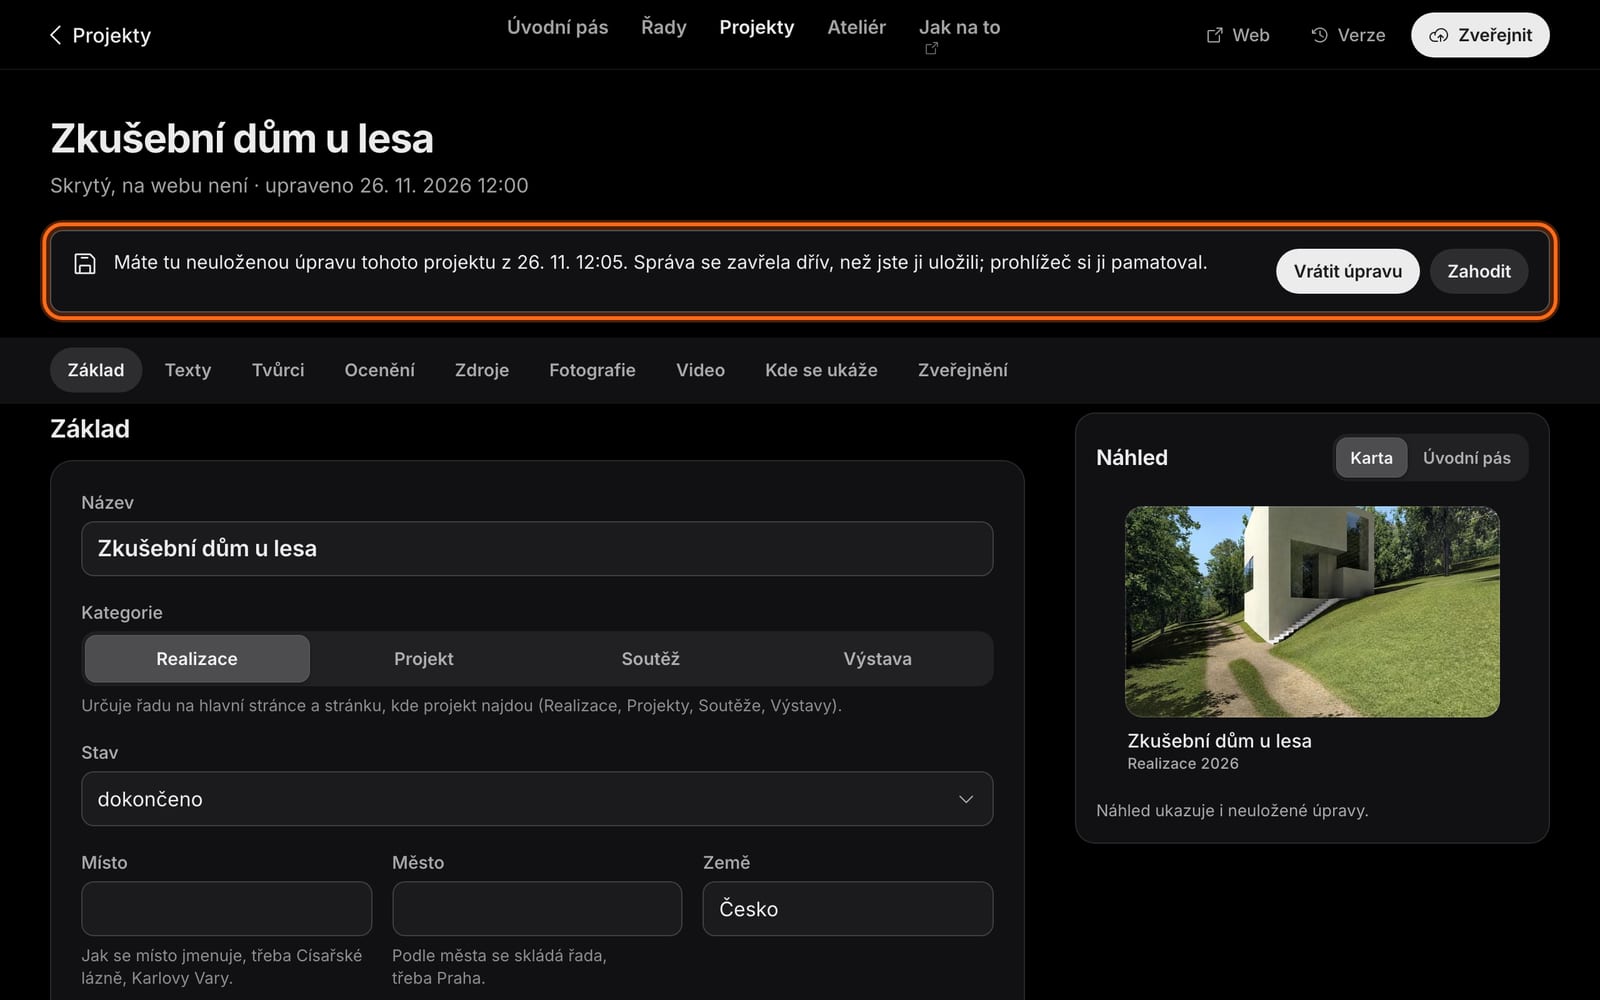 Projekty
Úvodní pás
Řady
Projekty
Ateliér
Jak na to
Web
Verze
Zveřejnit
Zkušební dům u lesa
Skrytý, na webu není · upraveno 26. 11. 2026 12:00
Máte tu neuloženou úpravu tohoto projektu z 26. 11. 12:05. Správa se zavřela dřív, než jste ji uložili; prohlížeč si ji pamatoval.
Vrátit úpravu
Zahodit
Základ
Texty
Tvůrci
Ocenění
Zdroje
Fotografie
Video
Kde se ukáže
Zveřejnění
Základ
Název
Zkušební dům u lesa
Kategorie
Realizace
Projekt
Soutěž
Výstava
Určuje řadu na hlavní stránce a stránku, kde projekt najdou (Realizace, Projekty, Soutěže, Výstavy).
Stav
dokončeno
Místo
Jak se místo jmenuje, třeba Císařské
lázně, Karlovy Vary.
Město
Podle města se skládá řada,
třeba Praha.
Země
Česko
Náhled
Karta
Úvodní pás
Zkušební dům u lesa
Realizace 2026
Náhled ukazuje i neuložené úpravy.